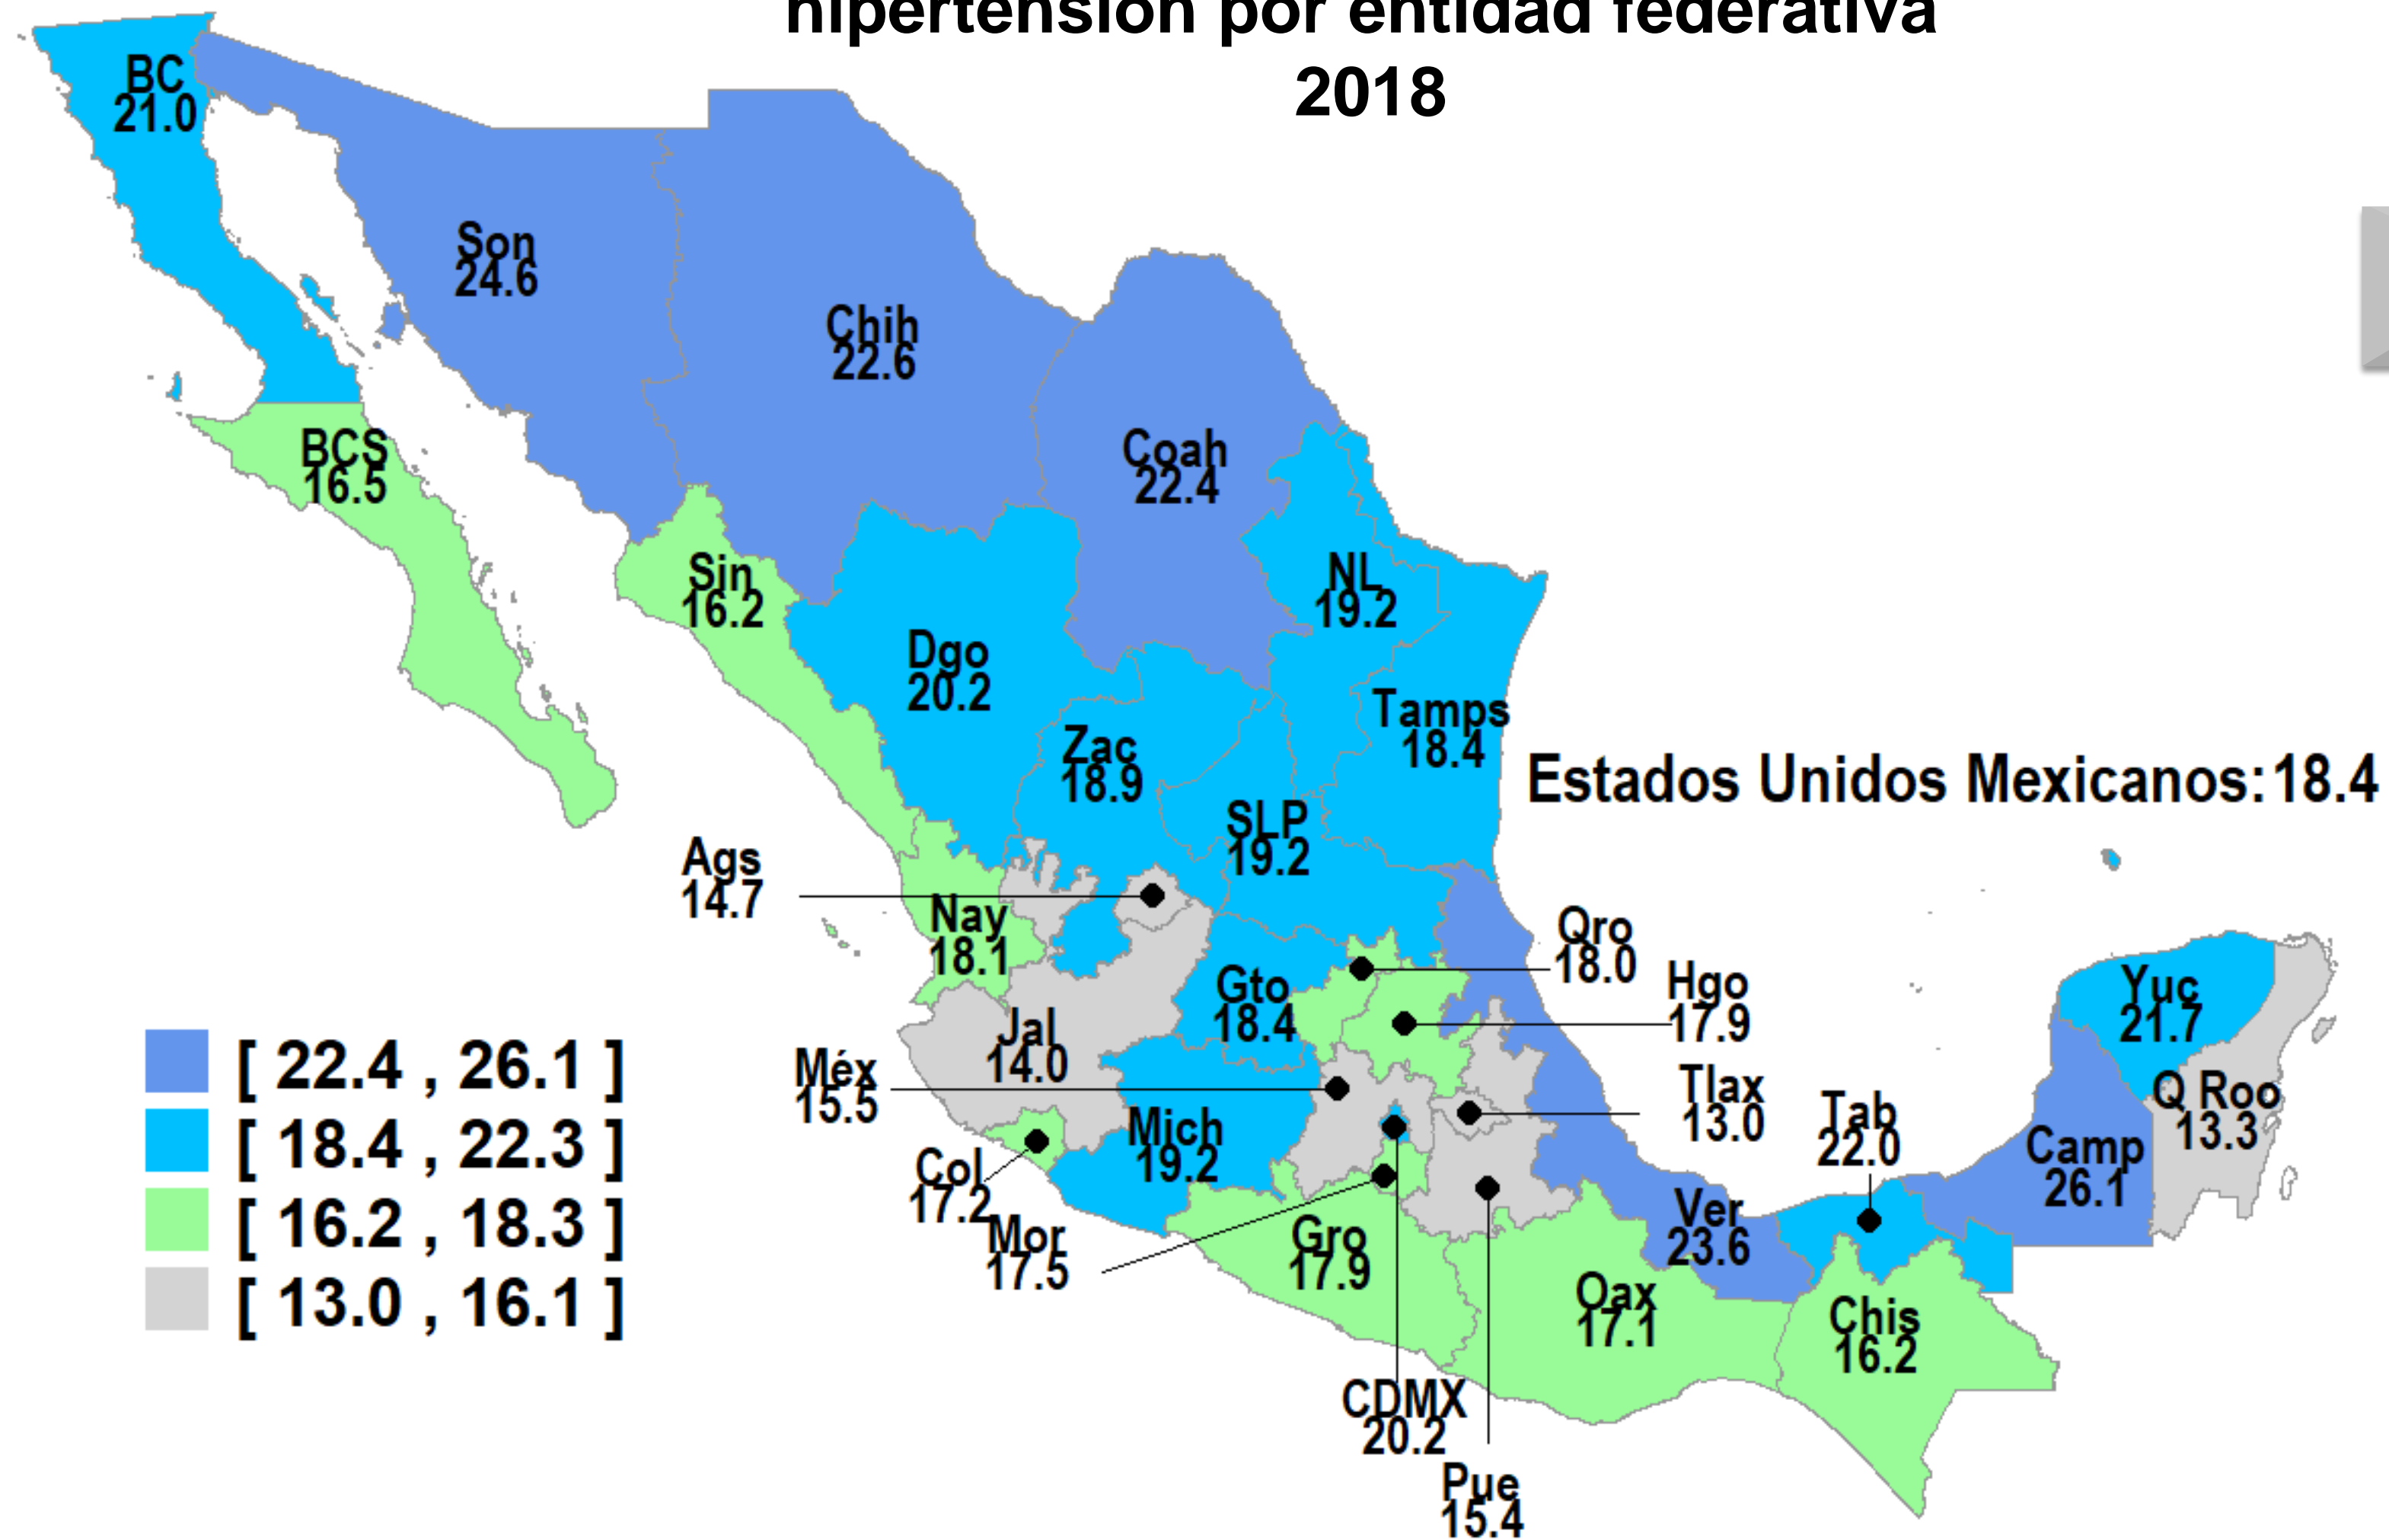 hipertensión por entidad federativa
2018
BC
21.0
Son
24.6
Chih
22.6
BCS
16.5
Coah
22.4
Sin
16.2
NL
19.2
Dgo
20.2
Tamps
18.4
Zac
18.9
Estados Unidos Mexicanos:18.4
SLP
19.2
Ags
14.7
Nay
18.1
Qro
18.0
Gto
18.4
Hgo
17.9
Yuc
21.7
Jal
14.0
Méx
15.5
Tlax
13.0
Q Roo
13.3
Tab
22.0
Mich
19.2
Camp
26.1
Col
17.2
Mor
17.5
Gro
17.9
Ver
23.6
Oax
17.1
Chis
16.2
CDMX
20.2
Pue
15.4
[ 22.4 , 26.1 ]
[ 18.4 , 22.3 ]
[ 16.2 , 18.3 ]
[ 13.0 , 16.1 ]